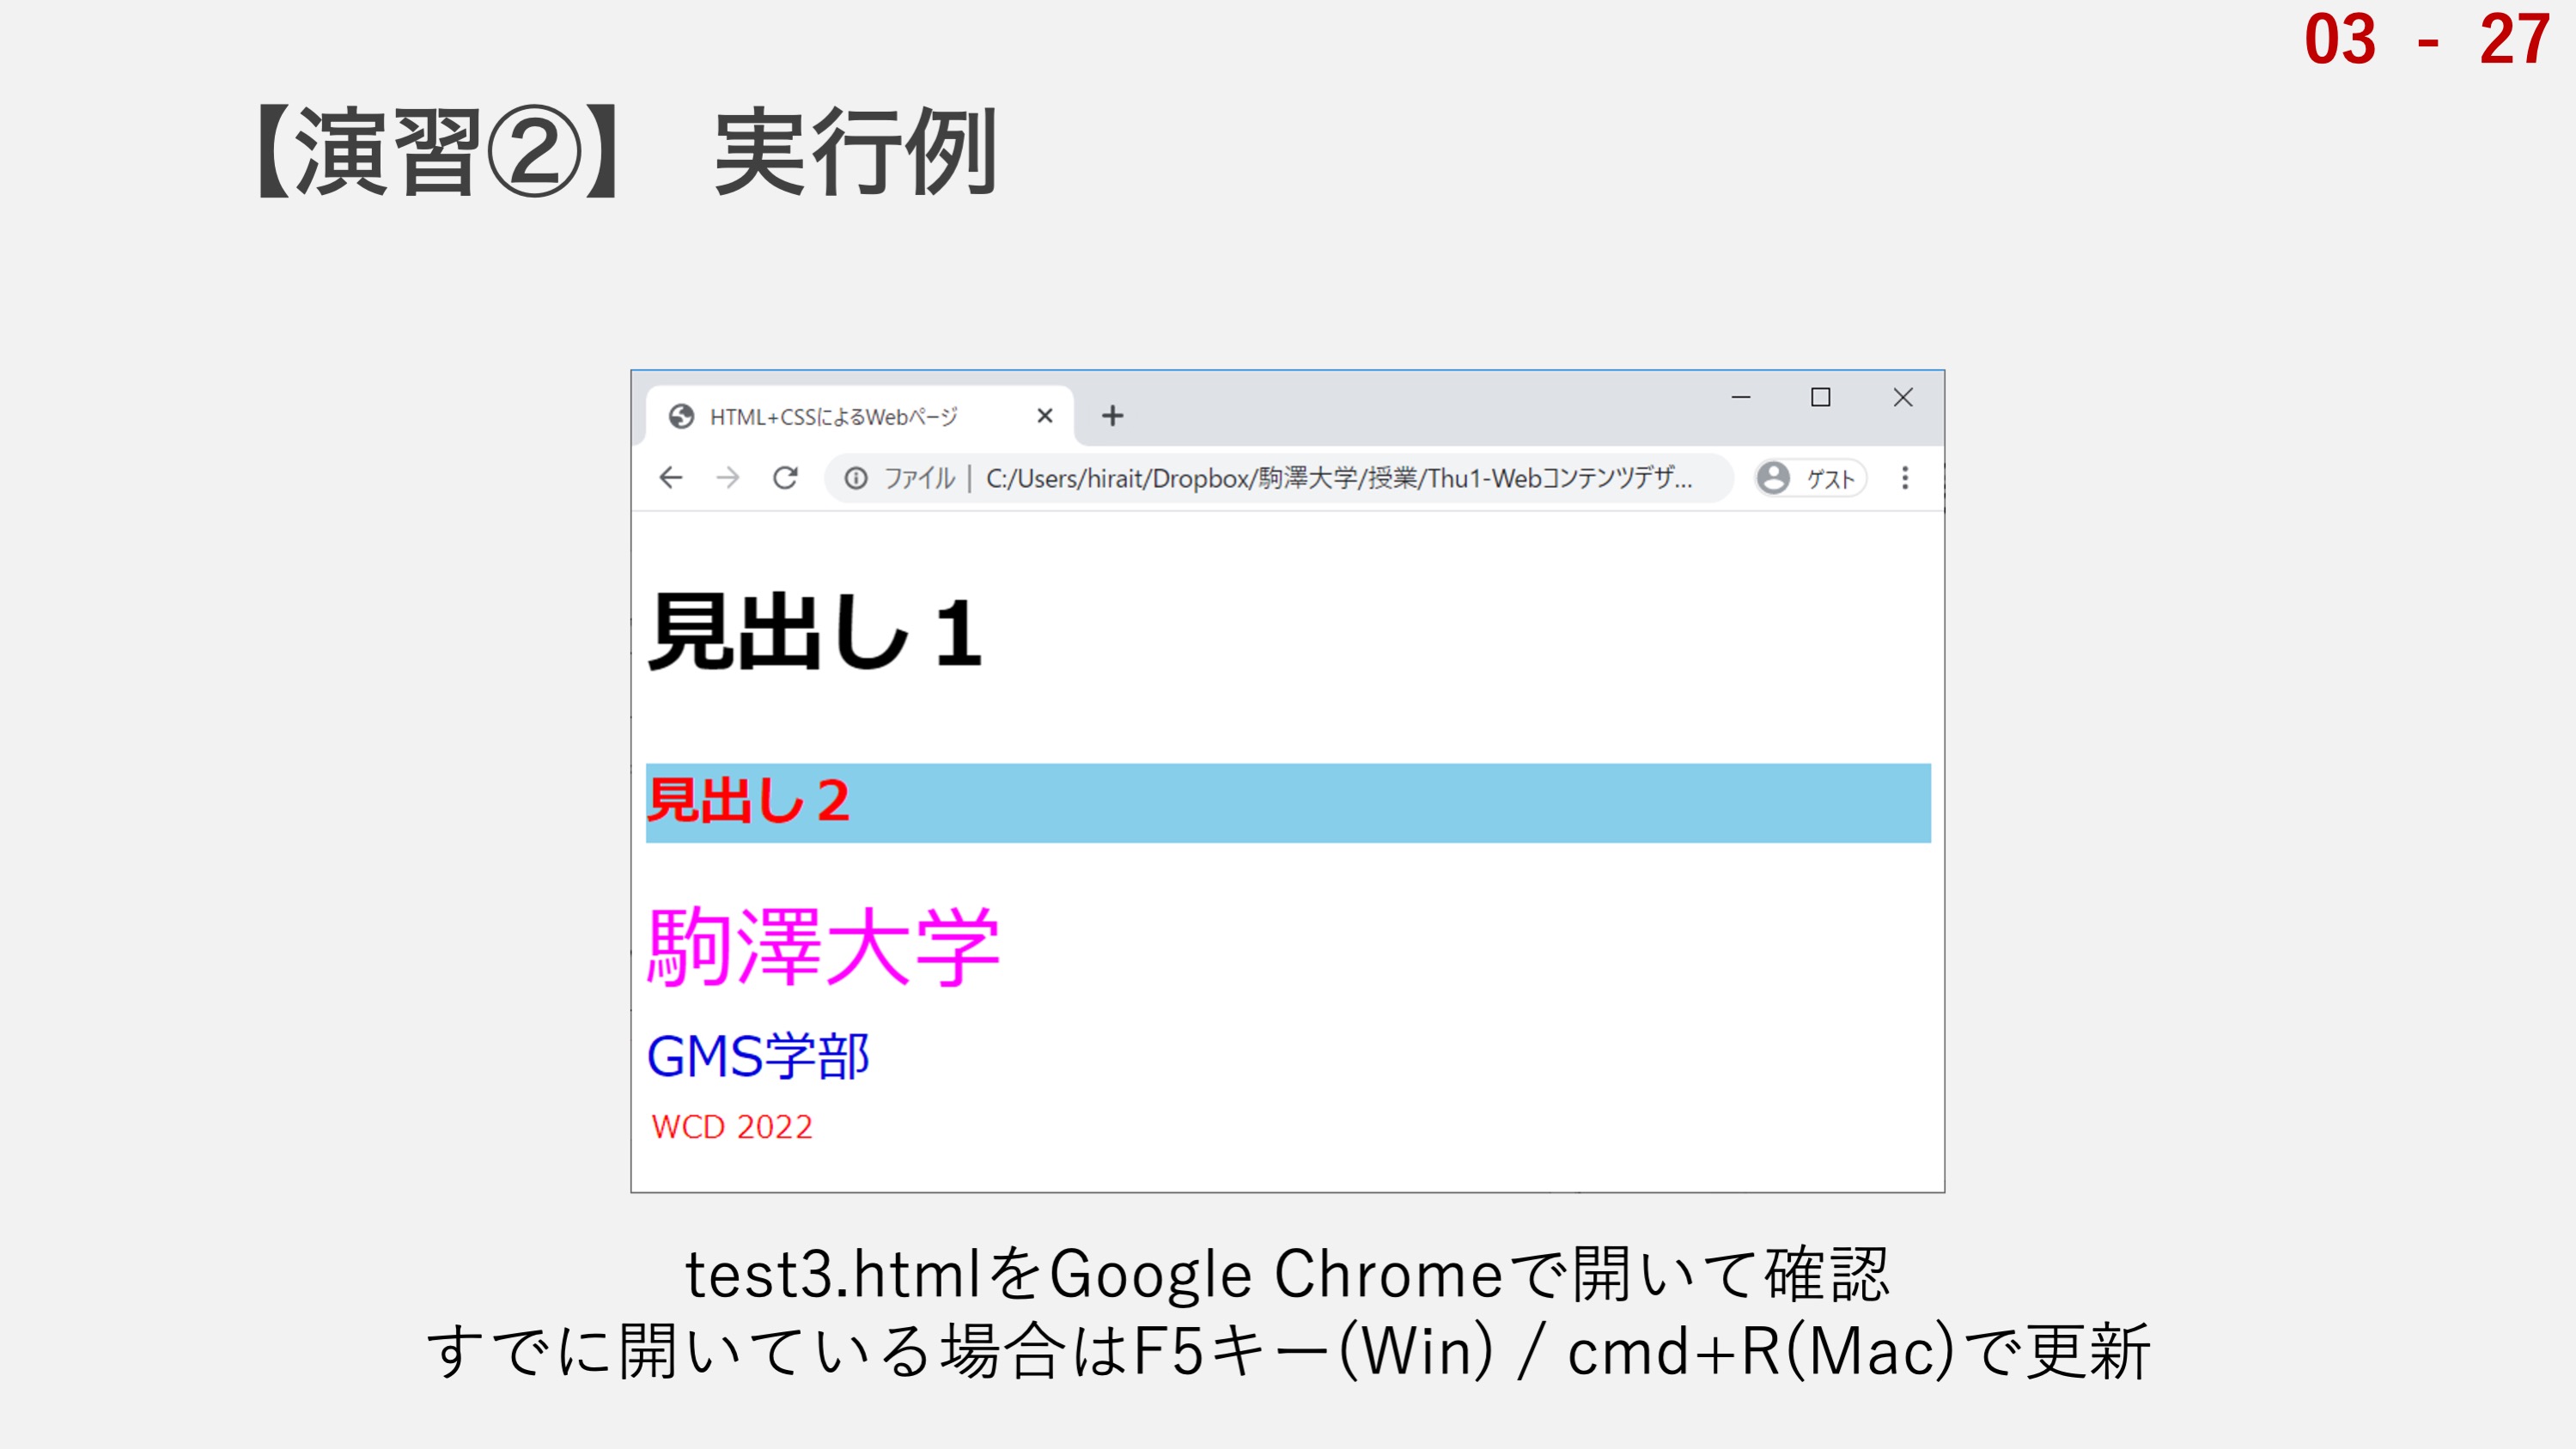 03 - 27
【演習②】 実行例
HTML+CSSによるWebページ
ファイル | C:/Users/hirait/Dropbox/駒澤大学/授業/Thu1-Webコンテンツデザ...
ゲスト
見出し１
見出し２
駒澤大学
GMS学部
WCD 2022
test3.htmlをGoogle Chromeで開いて確認
すでに開いている場合はF5キー(Win) / cmd+R(Mac)で更新